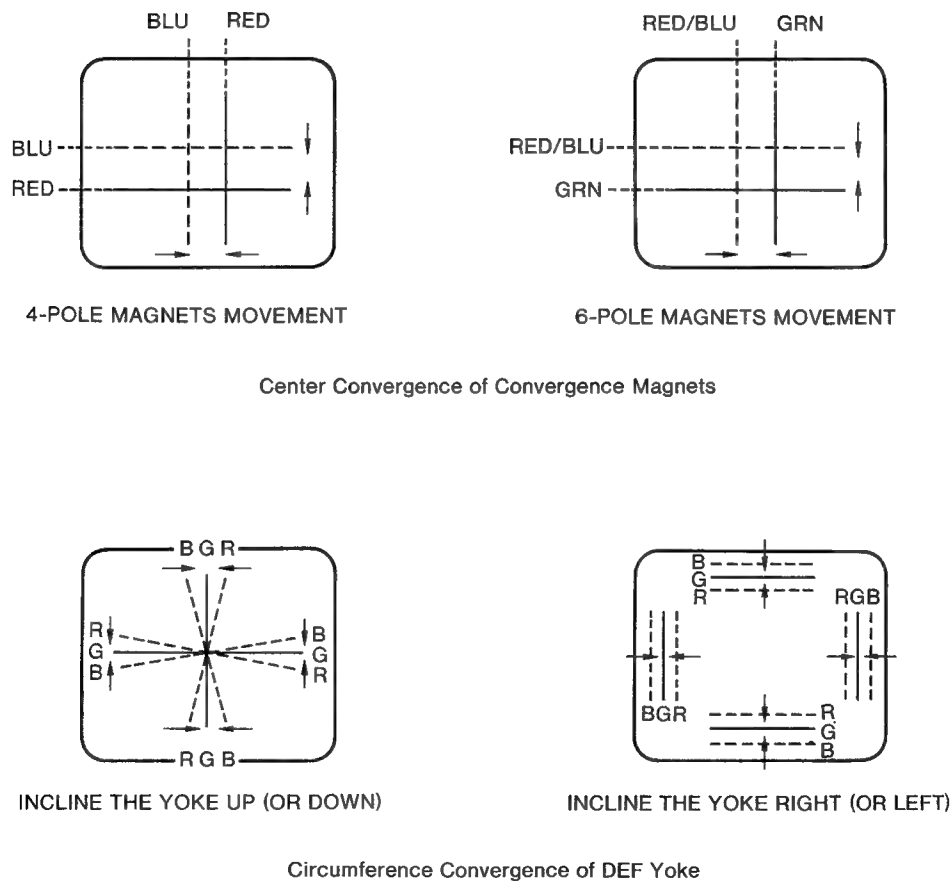 BLU RED
RED/BLU GRN
BLU
RED
RED/BLU
GRN
4-POLE MAGNETS MOVEMENT
6-POLE MAGNETS MOVEMENT
Center Convergence of Convergence Magnets
B G R
R
G
B
B
G
R
R G B
B
G
R
RGB
BGR
R
G
B
INCLINE THE YOKE UP (OR DOWN)
INCLINE THE YOKE RIGHT (OR LEFT)
Circumference Convergence of DEF Yoke